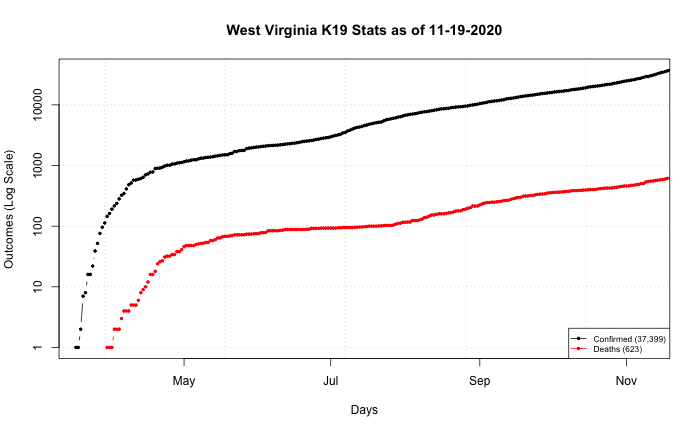 West Virginia K19 Stats as of 11-19-2020
Outcomes (Log Scale)
10000
1000
100
10
1
Confirmed (37,399)
Deaths (623)
May
Jul
Sep
Nov
Days